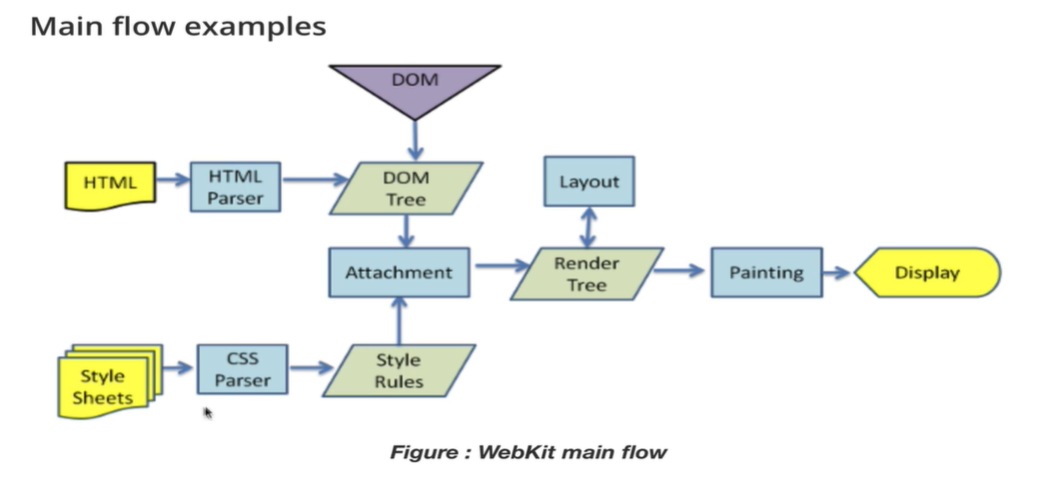 Main flow examples
DOM
HTML
HTML
Parser
DOM
Tree
Layout
Attachment
Render
Tree
Painting
Display
Style
Sheets
CSS
Parser
Style
Rules
Figure : WebKit main flow